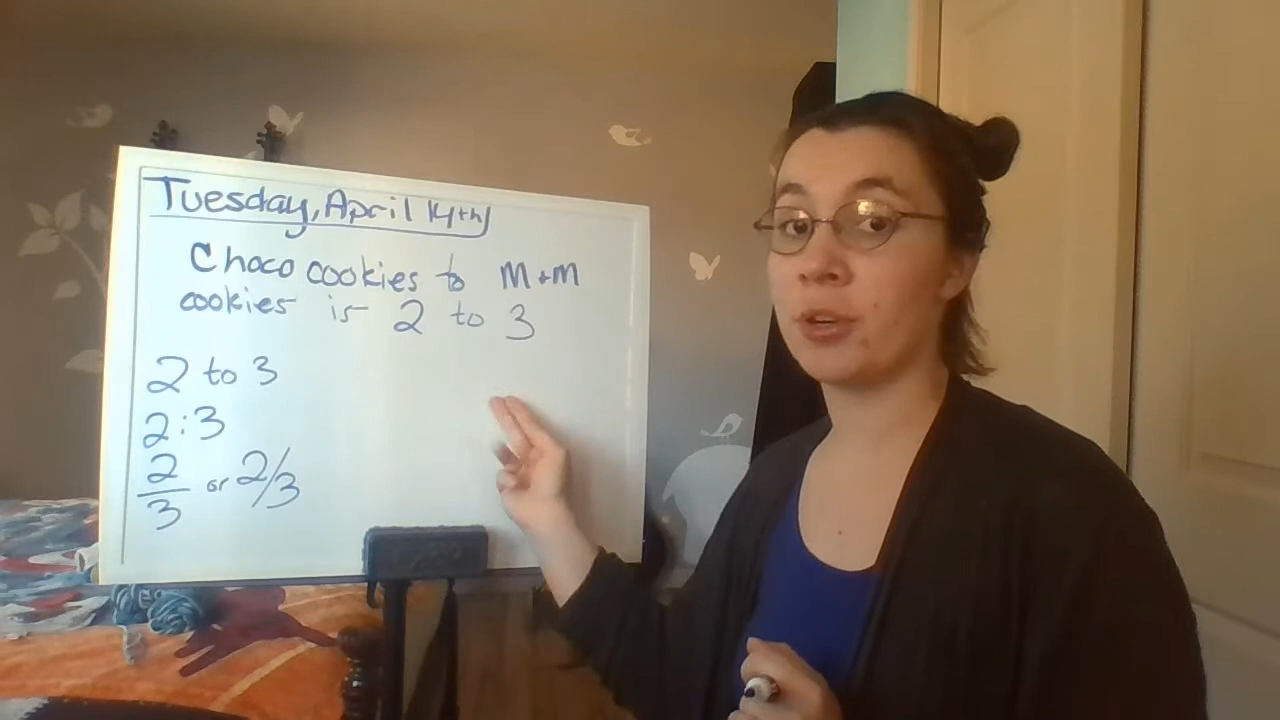 Tuesday, April 14th
Choco cookies to M+M
cookies is 2 to 3
2 to 3
2:3
2/3 or 2/3